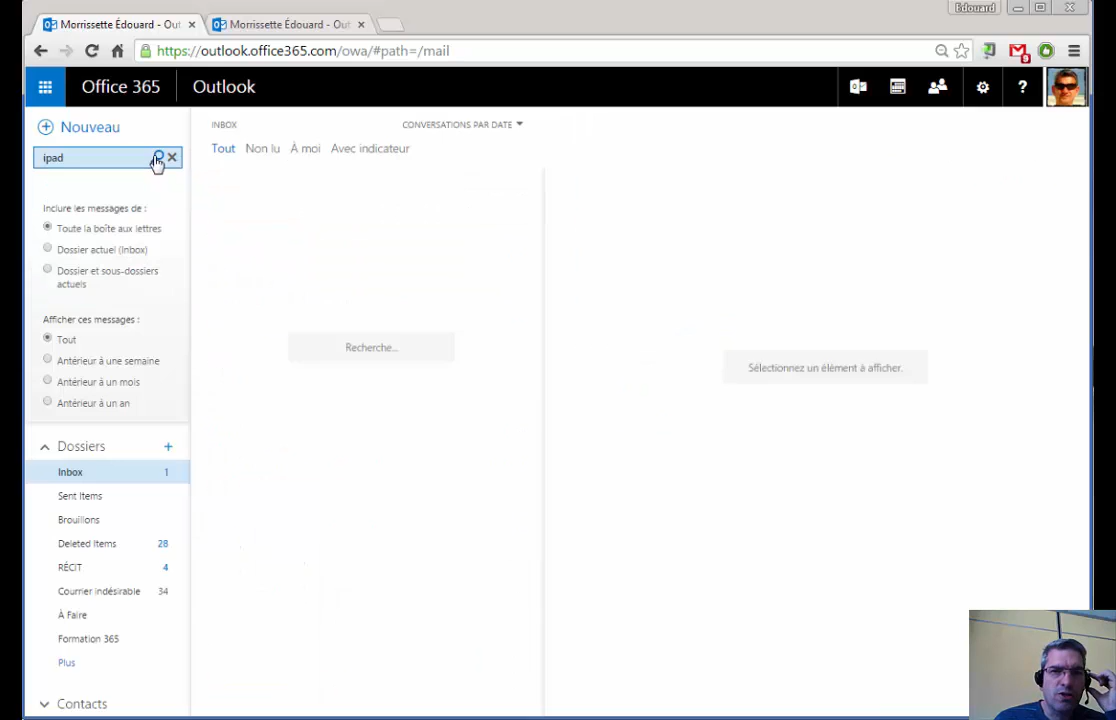 Edouard
Morrissette Édouard - Out
Morrissette Édouard - Out
https://outlook.office365.com/owa/#path=/mail
9
Office 365
Outlook
?
Nouveau
INBOX
CONVERSATIONS PAR DATE
Tout
Non lu
À moi
Avec indicateur
ipad
Inclure les messages de :
Toute la boîte aux lettres
Dossier actuel (Inbox)
Dossier et sous-dossiers
actuels
Afficher ces messages :
Tout
Antérieur à une semaine
Antérieur à un mois
Antérieur à un an
Recherche...
Sélectionnez un élément à afficher.
Dossiers
Inbox 1
Sent Items
Brouillons
Deleted Items 28
RÉCIT 4
Courrier indésirable 34
À Faire
Formation 365
Plus
Contacts